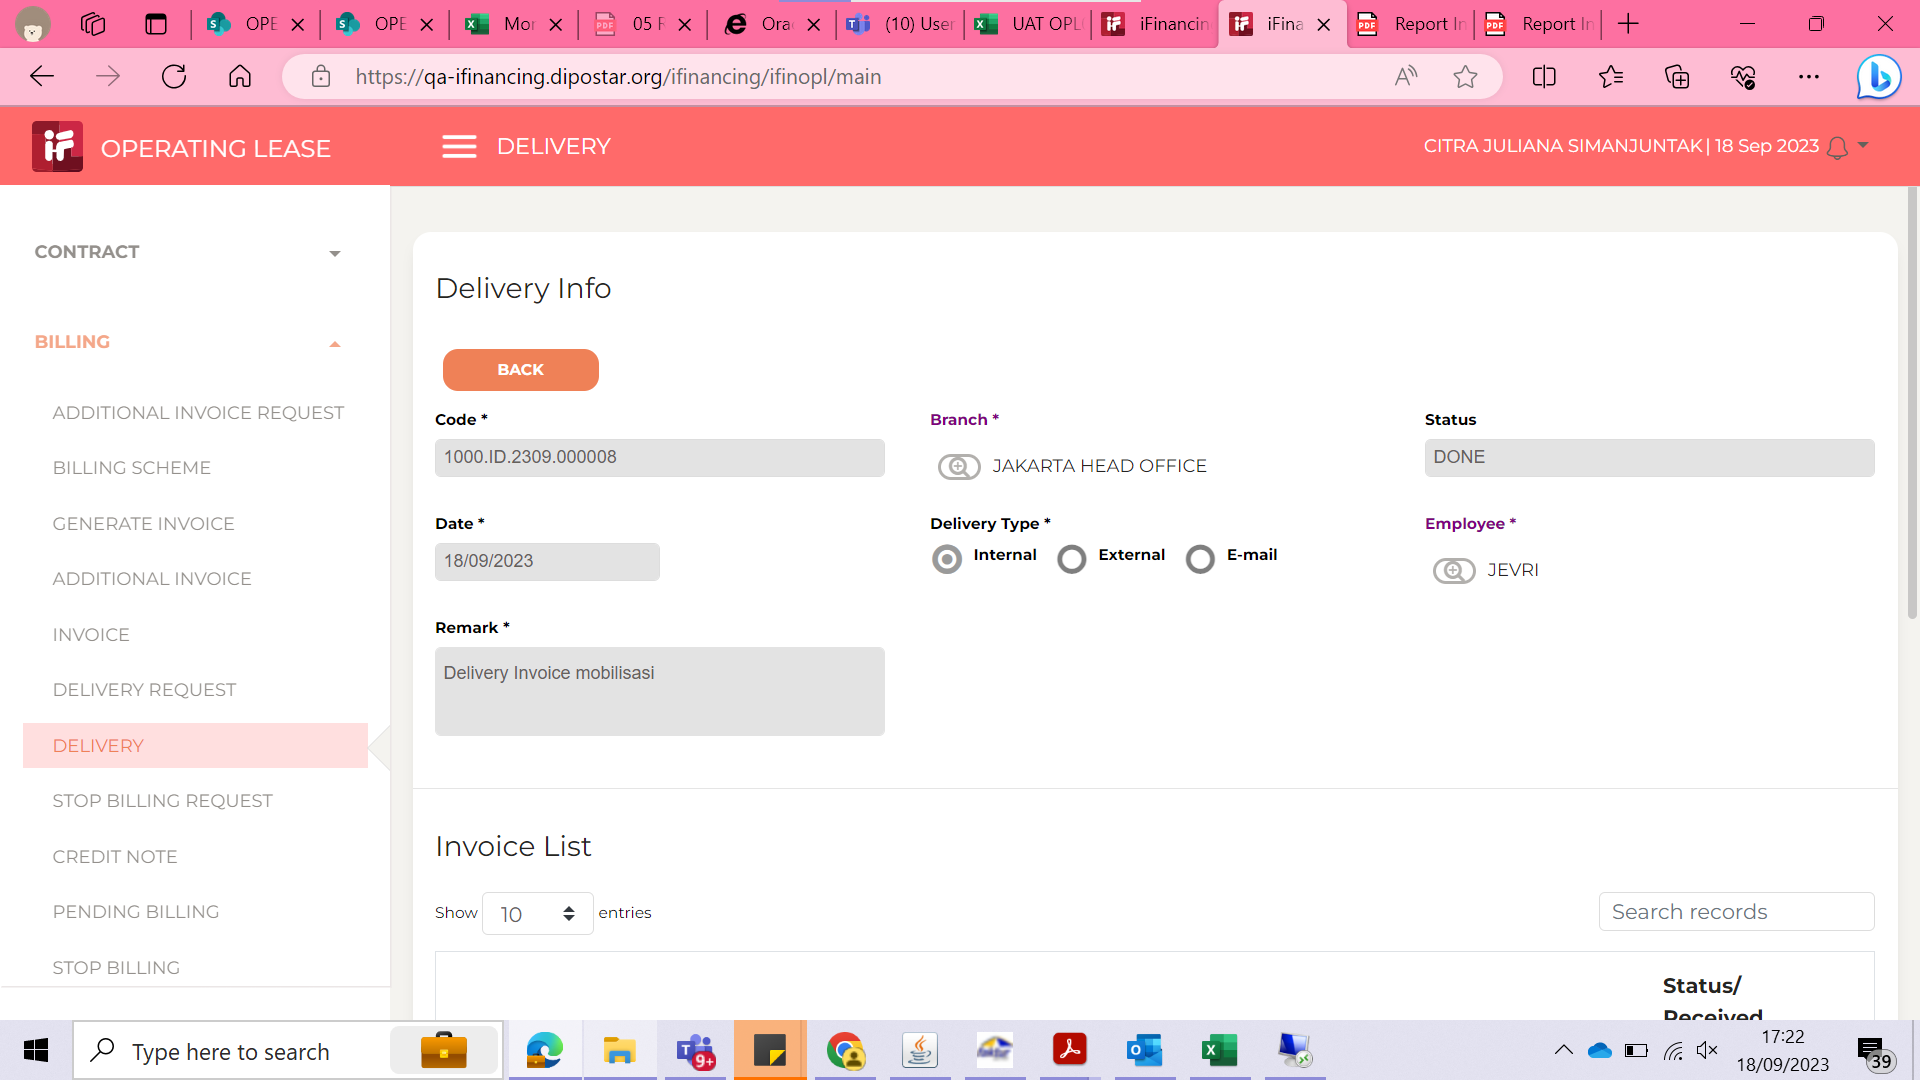 OPE
OPE
Mor
05 F
Ora
(10) User
UAT OPL
iFinancin
iFina
Report In
Report In
https://qa-ifinancing.dipostar.org/ifinancing/ifinopl/main
iF OPERATING LEASE
DELIVERY
CITRA JULIANA SIMANJUNTAK | 18 Sep 2023
CONTRACT
BILLING
ADDITIONAL INVOICE REQUEST
BILLING SCHEME
GENERATE INVOICE
ADDITIONAL INVOICE
INVOICE
DELIVERY REQUEST
DELIVERY
STOP BILLING REQUEST
CREDIT NOTE
PENDING BILLING
STOP BILLING
Delivery Info
BACK
Code *
Branch *
Status
1000.ID.2309.000008
JAKARTA HEAD OFFICE
DONE
Date *
Delivery Type *
Employee *
18/09/2023
Internal
External
E-mail
JEVRI
Remark *
Delivery Invoice mobilisasi
Invoice List
Show 10 entries
Search records
Status/
Received
Type here to search
9+
17:22
18/09/2023
39